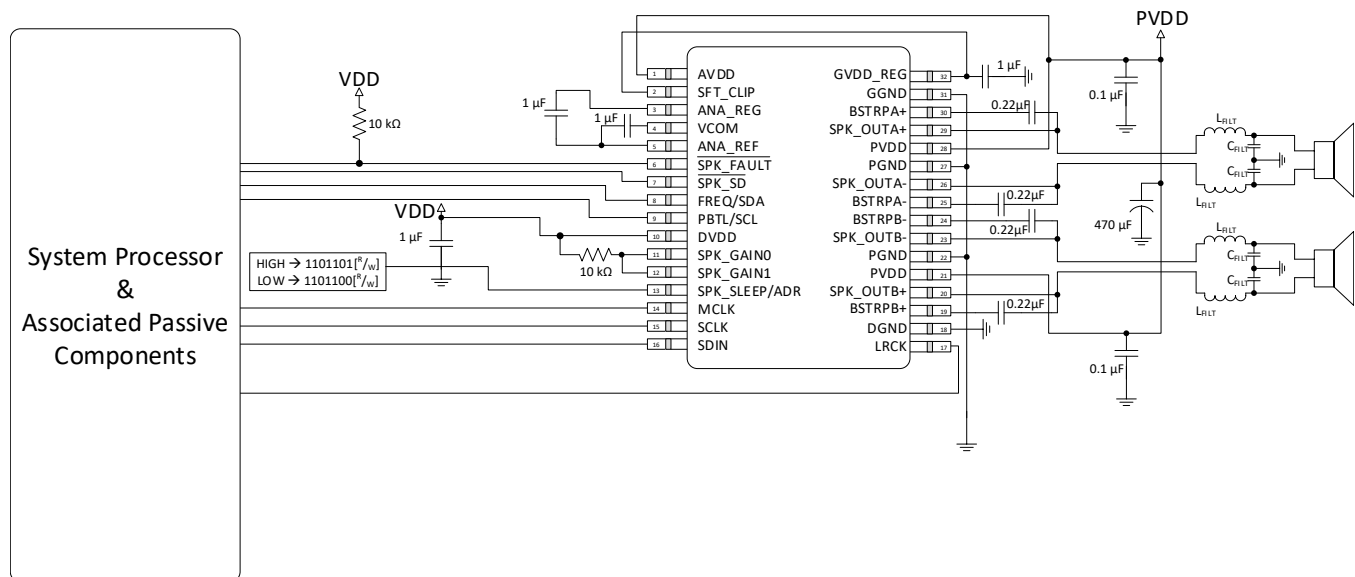 System Processor
&
Associated Passive
Components
VDD
10 kΩ
1 µF
1 µF
VDD
1 µF
10 kΩ
HIGH → 1101101[R/W]
LOW → 1101100[R/W]
1 AVDD
2 SFT_CLIP
3 ANA_REG
4 VCOM
5 ANA_REF
6 SPK_FAULT
7 SPK_SD
8 FREQ/SDA
9 PBTL/SCL
10 DVDD
11 SPK_GAIN0
12 SPK_GAIN1
13 SPK_SLEEP/ADR
14 MCLK
15 SCLK
16 SDIN
GVDD_REG 32
GGND 31
BSTRPA+ 30
SPK_OUTA+ 29
PVDD 28
PGND 27
SPK_OUTA- 26
BSTRPA- 25
BSTRPB- 24
SPK_OUTB- 23
PGND 22
PVDD 21
SPK_OUTB+ 20
BSTRPB+ 19
DGND 18
LRCK 17
1 µF
0.22µF
0.22µF
0.22µF
0.22µF
PVDD
0.1 µF
470 µF
0.1 µF
LFILT
CFILT
CFILT
LFILT
LFILT
CFILT
CFILT
LFILT